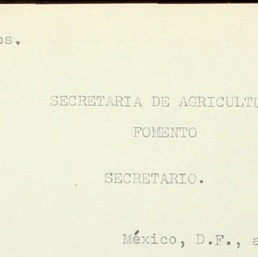 os.
SECRETARIA DE AGRICULTU
FOMENTO
SECRETARIO.
México, D.F., a